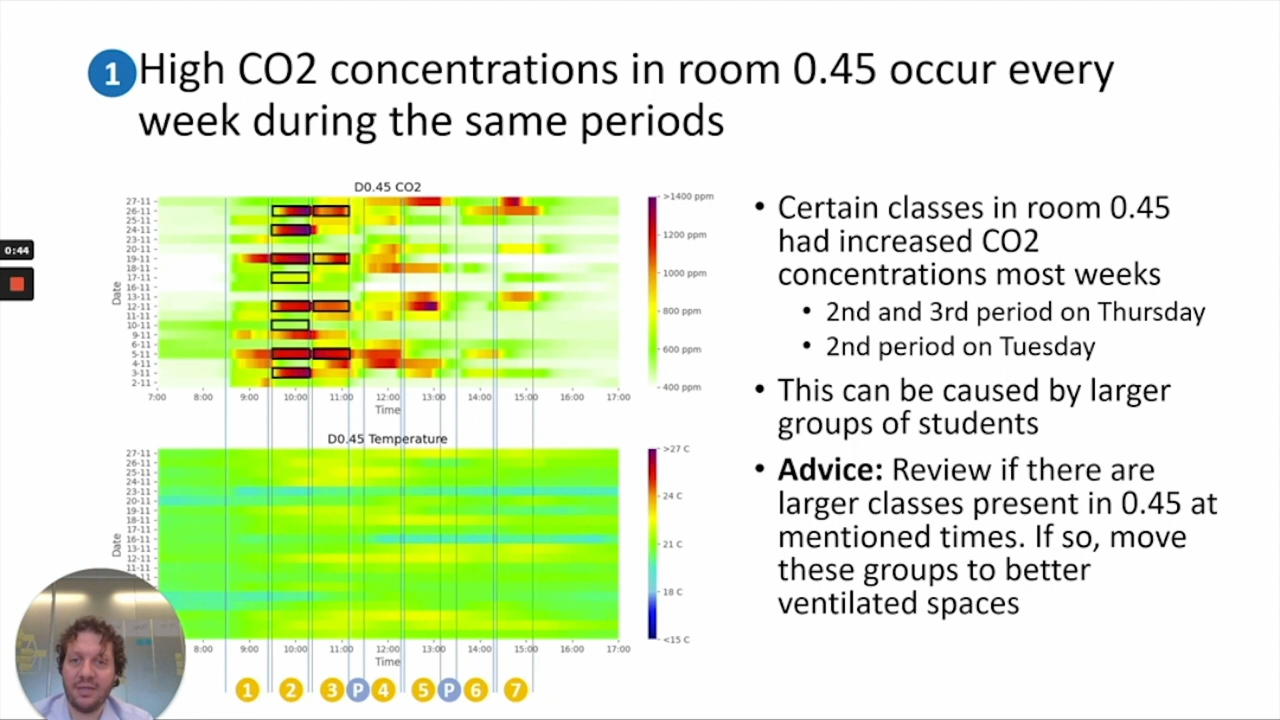 1 High CO2 concentrations in room 0.45 occur every
week during the same periods
0:44
D0.45 CO2
Date
27-11
26-11
25-11
24-11
23-11
20-11
19-11
18-11
17-11
16-11
13-11
12-11
11-11
10-11
9-11
6-11
5-11
4-11
3-11
2-11
7:00 8:00 9:00 10:00 11:00 12:00 13:00 14:00 15:00 16:00 17:00
Time
>1400 ppm
1200 ppm
1000 ppm
800 ppm
600 ppm
400 ppm
D0.45 Temperature
Date
27-11
26-11
25-11
24-11
23-11
20-11
19-11
18-11
17-11
16-11
13-11
12-11
11-11
8:00 9:00 10:00 11:00 12:00 13:00 14:00 15:00 16:00 17:00
Time
>27 C
24 C
21 C
18 C
<15 C
1 2 3 P 4 5 P 6 7
• Certain classes in room 0.45
had increased CO2
concentrations most weeks
• 2nd and 3rd period on Thursday
• 2nd period on Tuesday
• This can be caused by larger
groups of students
• Advice: Review if there are
larger classes present in 0.45 at
mentioned times. If so, move
these groups to better
ventilated spaces